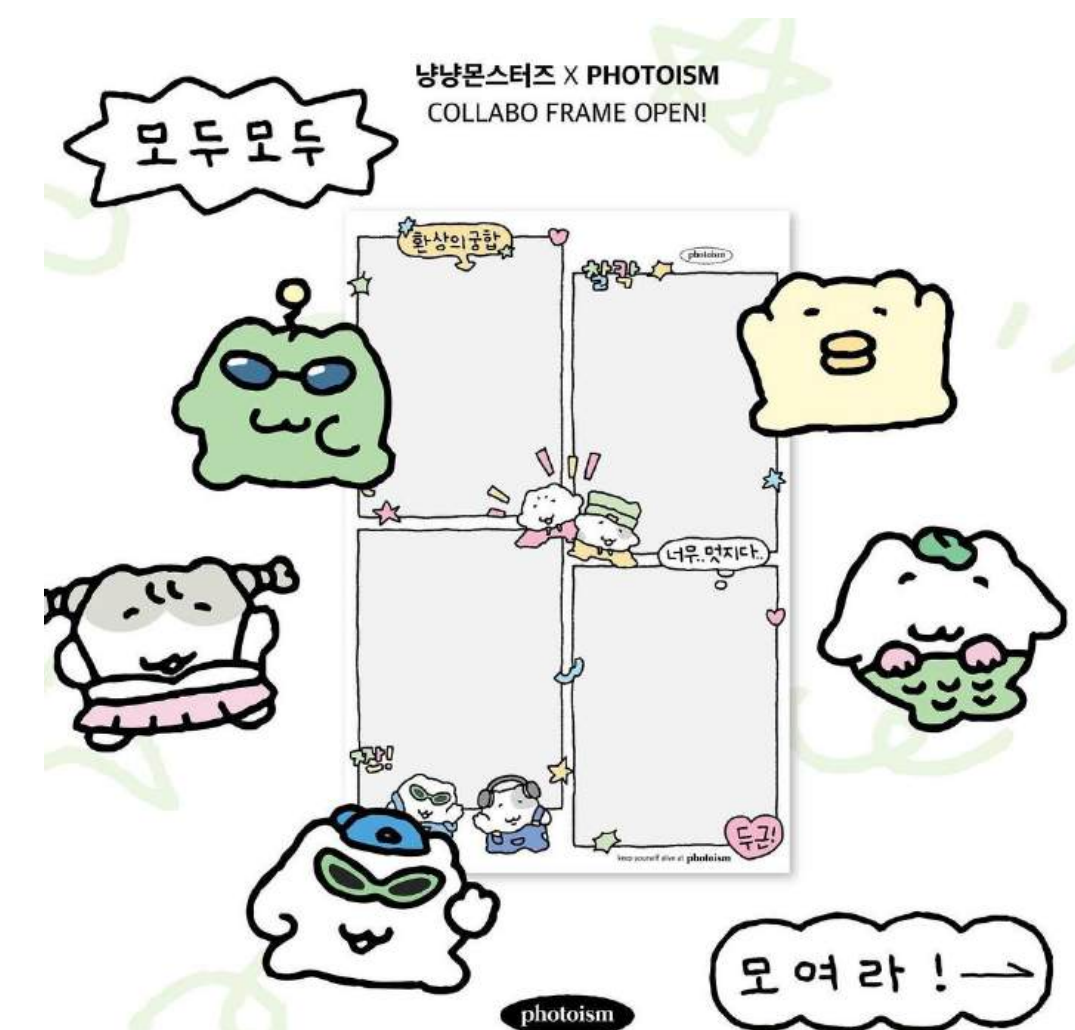 냥냥몬스터즈 X PHOTOISM
COLLABO FRAME OPEN!
모두모두
환상의궁합
photoism
찰락
너무..멋지다..
짠!
두근!
keep yourself alive at photoism
모여라!
photoism